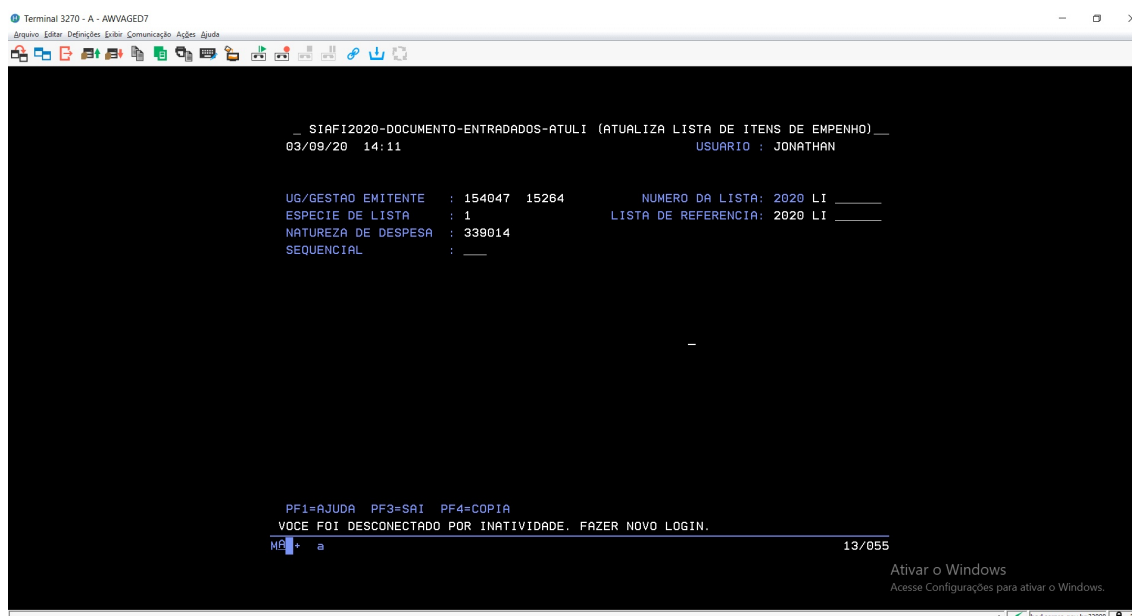 Terminal 3270 - A - AWVAGED7
Arquivo Editar Definições Exibir Comunicação Ações Ajuda
_ SIAFI2020-DOCUMENTO-ENTRADADOS-ATULI (ATUALIZA LISTA DE ITENS DE EMPENHO)__
03/09/20 14:11 USUARIO : JONATHAN
UG/GESTAO EMITENTE : 154047 15264 NUMERO DA LISTA: 2020 LI ______
ESPECIE DE LISTA : 1 LISTA DE REFERENCIA: 2020 LI ______
NATUREZA DE DESPESA : 339014
SEQUENCIAL : ___
PF1=AJUDA PF3=SAI PF4=COPIA
VOCE FOI DESCONECTADO POR INATIVIDADE. FAZER NOVO LOGIN.
MA + a 13/055
Ativar o Windows
Acesse Configurações para ativar o Windows.